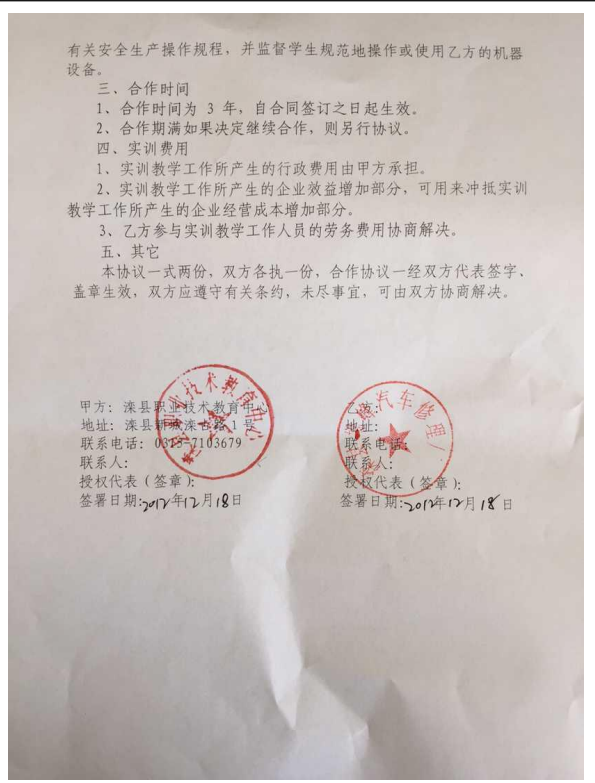 有关安全生产操作规程，并监督学生规范地操作或使用乙方的机器
设备。
三、合作时间
1、合作时间为 3 年，自合同签订之日起生效。
2、合作期满如果决定继续合作，则另行协议。
四、实训费用
1、实训教学工作所产生的行政费用由甲方承担。
2、实训教学工作所产生的企业效益增加部分，可用来冲抵实训
教学工作所产生的企业经营成本增加部分。
3、乙方参与实训教学工作人员的劳务费用协商解决。
五、其它
本协议一式两份，双方各执一份，合作协议一经双方代表签字、
盖章生效，双方应遵守有关条约，未尽事宜，可由双方协商解决。
甲方：滦县职业技术教育中心
地址：滦县新城滦古路1号
联系电话：0315-7103679
联系人：
授权代表（签章）：
签署日期：2012年12月18日
职业技术教育中心
乙方：
地址：
联系电话：
联系人：
授权代表（签章）：
签署日期：2012年12月18日
汽车修理厂